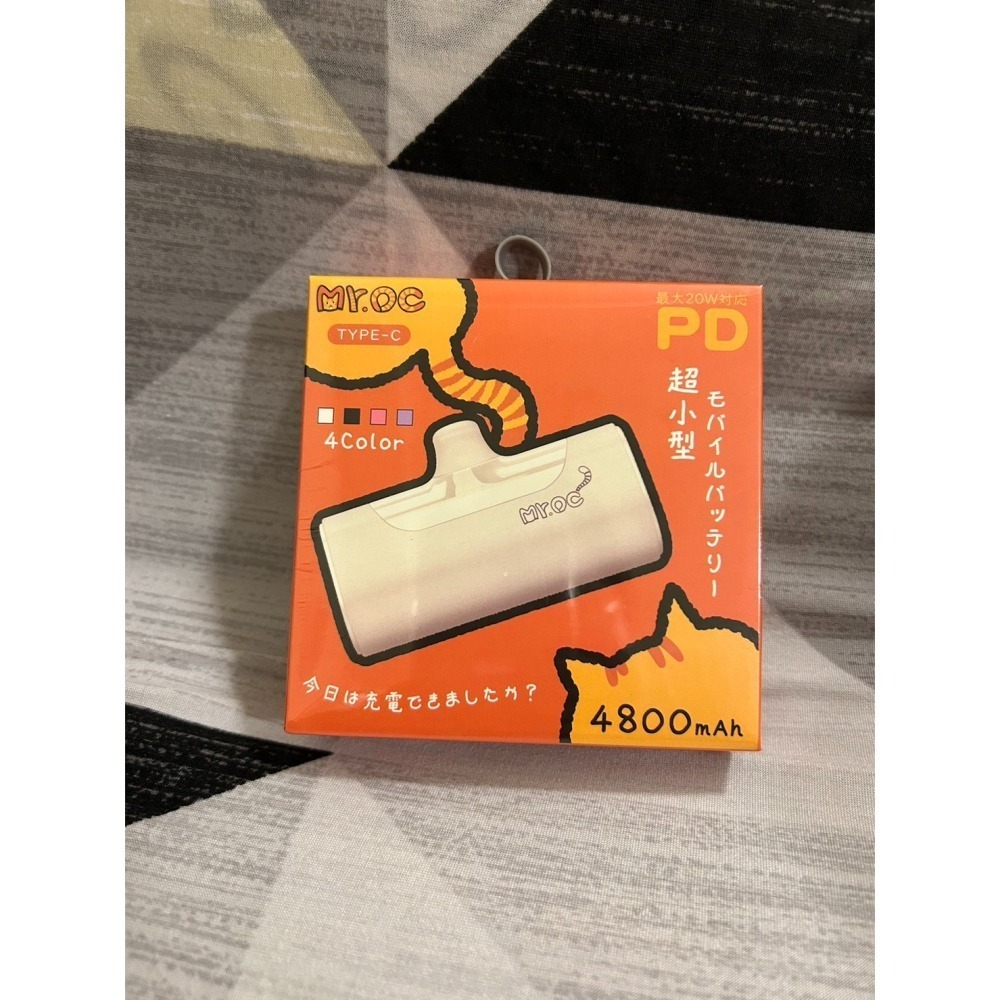 Mr.OC
TYPE-C
最大20W対応
PD
超小型
モバイルバッテリー
4Color
Mr.OC
今日は充電できましたか？
4800mAh